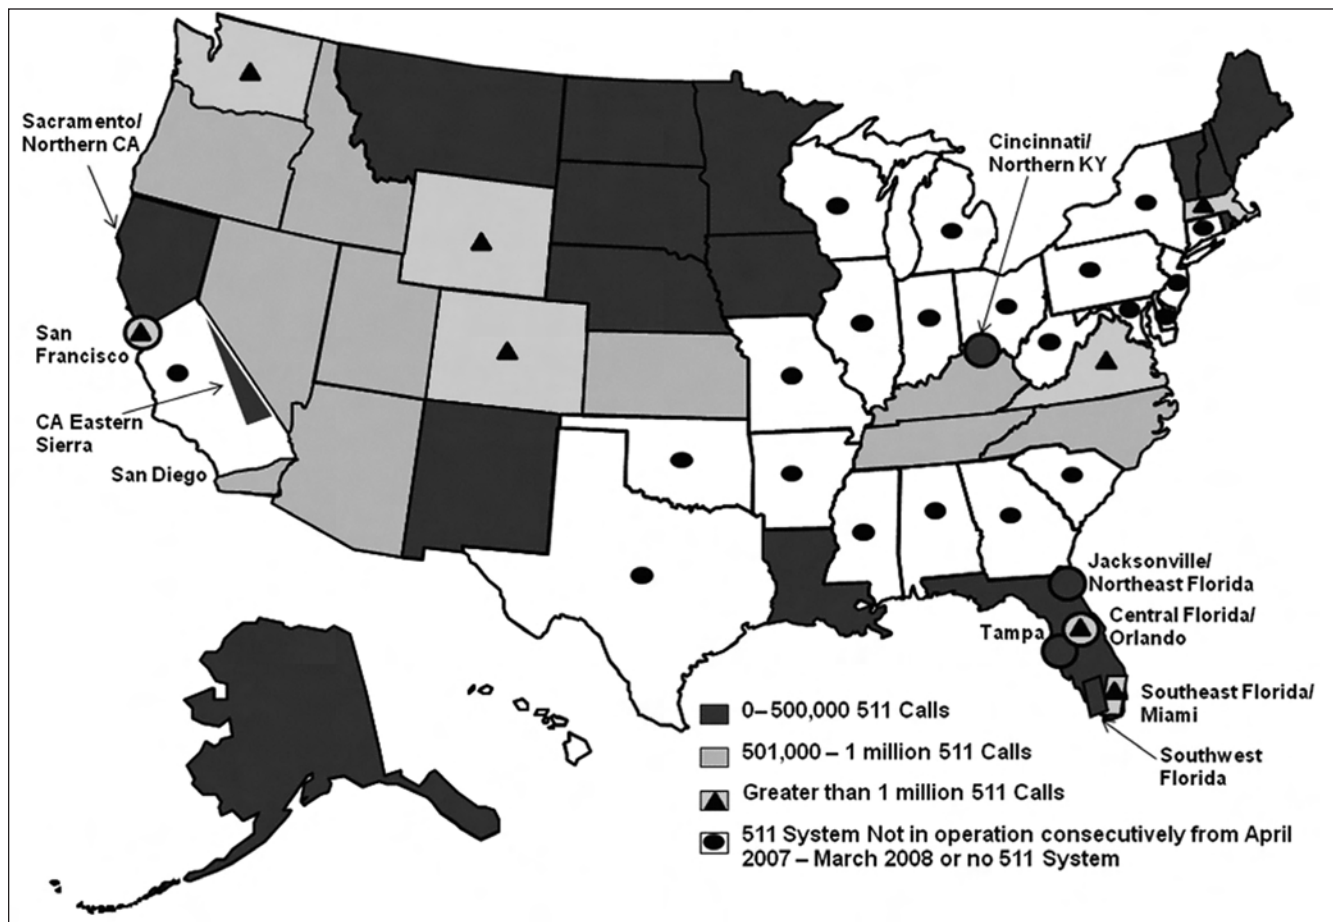 Sacramento/
Northern CA
Cincinnati/
Northern KY
San
Francisco
CA Eastern
Sierra
San Diego
Jacksonville/
Northeast Florida
Central Florida/
Orlando
Tampa
Southeast Florida/
Miami
Southwest
Florida
0–500,000 511 Calls
501,000 – 1 million 511 Calls
Greater than 1 million 511 Calls
511 System Not in operation consecutively from April
2007 – March 2008 or no 511 System